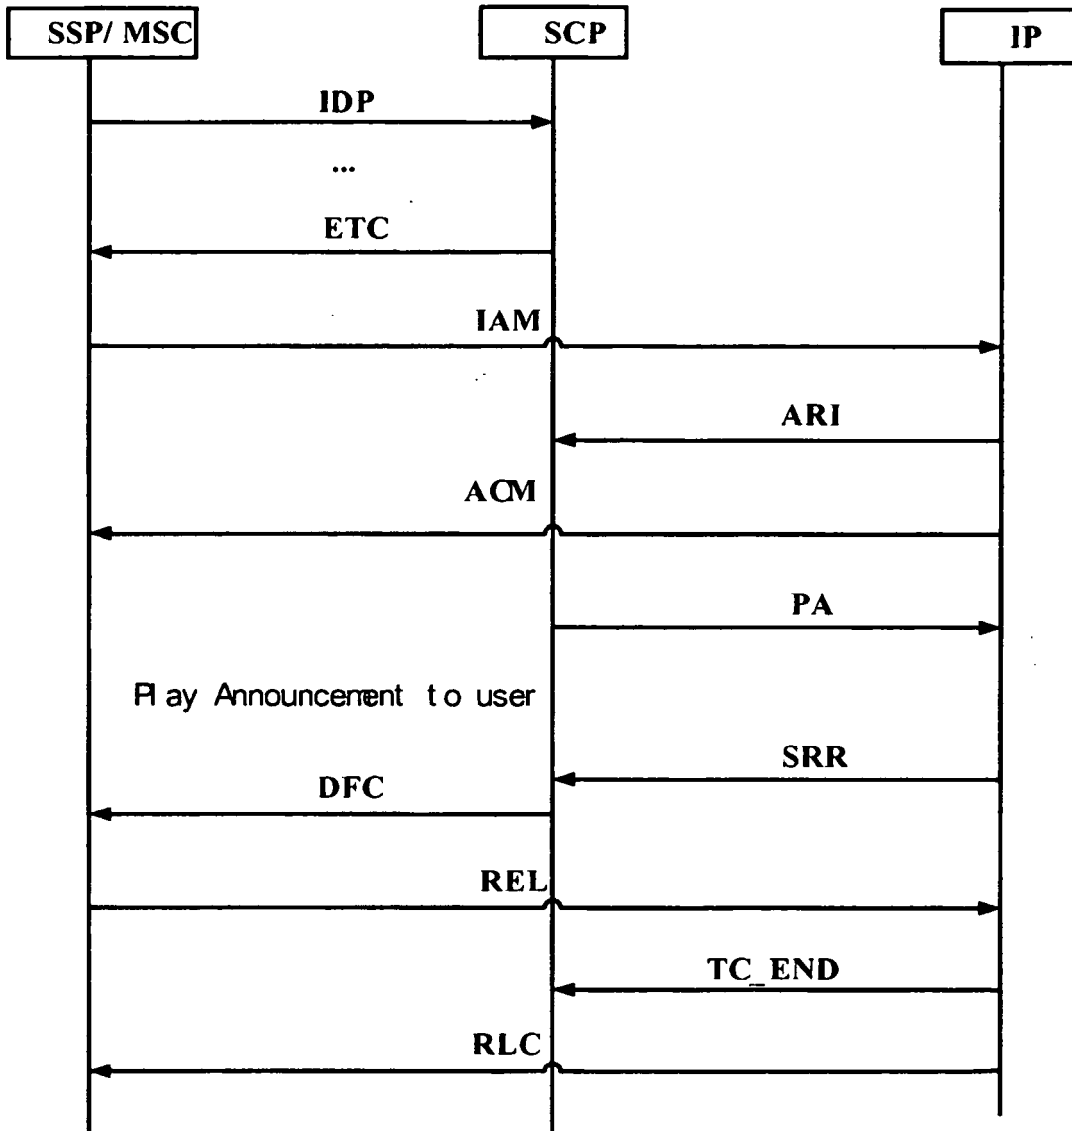 SSP/ MSC
SCP
IP
IDP
...
ETC
IAM
ARI
ACM
PA
Play Announcement to user
SRR
DFC
REL
TC_END
RLC